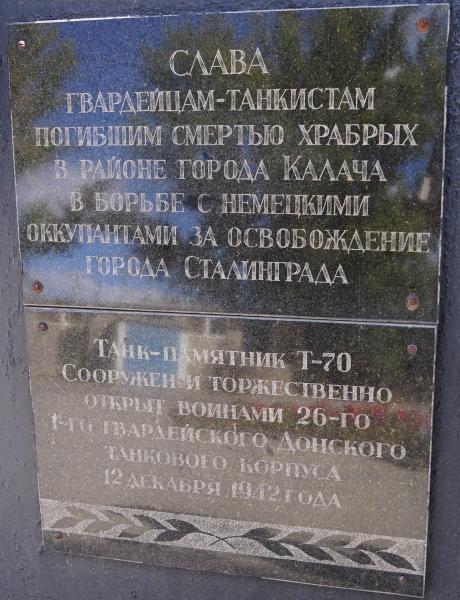 СЛАВА
ГВАРДЕЙЦАМ-ТАНКИСТАМ
ПОГИБШИМ СМЕРТЬЮ ХРАБРЫХ
В РАЙОНЕ ГОРОДА КАЛАЧА
В БОРЬБЕ С НЕМЕЦКИМИ
ОККУПАНТАМИ ЗА ОСВОБОЖДЕНИЕ
ГОРОДА СТАЛИНГРАДА
ТАНК-ПАМЯТНИК Т-70
СООРУЖЕН И ТОРЖЕСТВЕННО
ОТКРЫТ ВОИНАМИ 26-ГО
1-ГО ГВАРДЕЙСКОГО ДОНСКОГО
ТАНКОВОГО КОРПУСА
12 ДЕКАБРЯ 1942 ГОДА